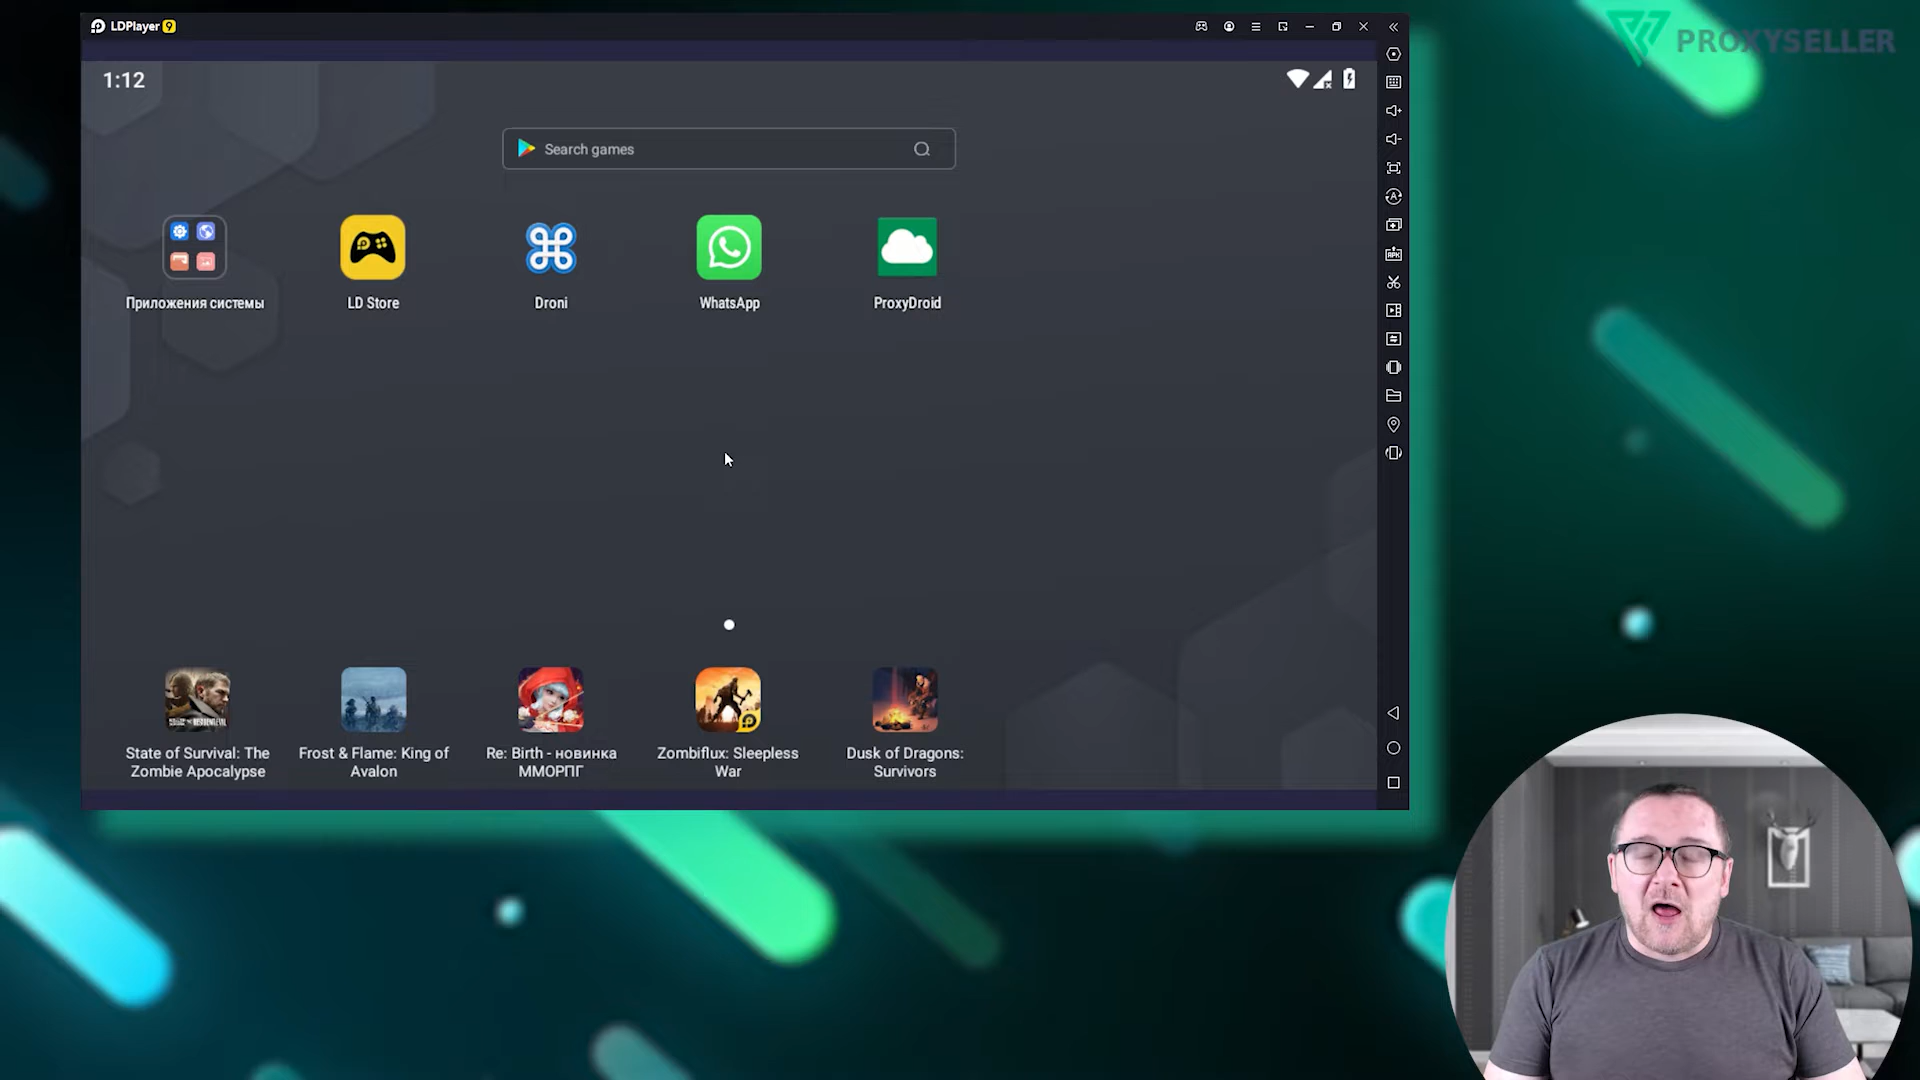 LDPlayer 9
PROXYSELLER
1:12
Search games
Приложения системы
LD Store
Droni
WhatsApp
ProxyDroid
State of Survival: The
Zombie Apocalypse
Frost & Flame: King of
Avalon
Re: Birth - новинка
ММОРПГ
Zombiflux: Sleepless
War
Dusk of Dragons:
Survivors